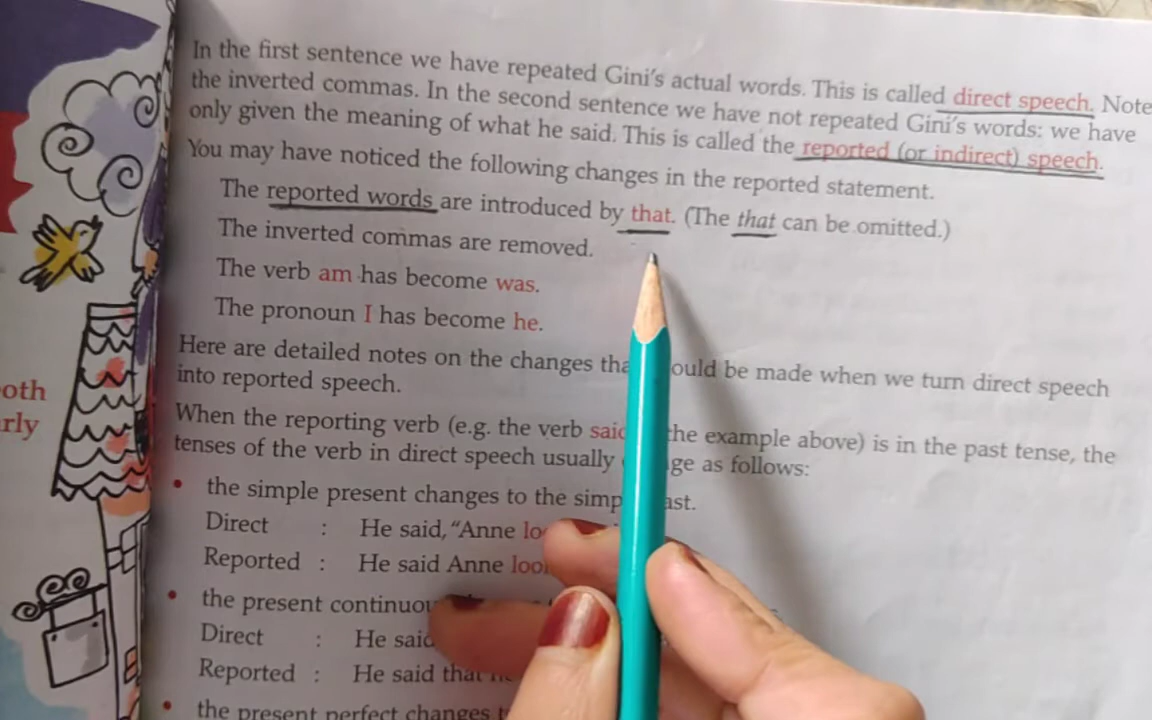 In the first sentence we have repeated Gini's actual words. This is called direct speech. Note
the inverted commas. In the second sentence we have not repeated Gini's words: we have
only given the meaning of what he said. This is called the reported (or indirect) speech.
You may have noticed the following changes in the reported statement.
The reported words are introduced by that. (The that can be omitted.)
The inverted commas are removed.
The verb am has become was.
The pronoun I has become he.
Here are detailed notes on the changes ould be made when we turn direct speech
into reported speech.
When the reporting verb (e.g. the verb the example above) is in the past tense, the
tenses of the verb in direct speech usually ge as follows:
• the simple present changes to the ast.
Direct : He said, "Anne
Reported : He said Anne
• the present
Direct : He
Reported : He said that
• the present perfect changes
oth
rly